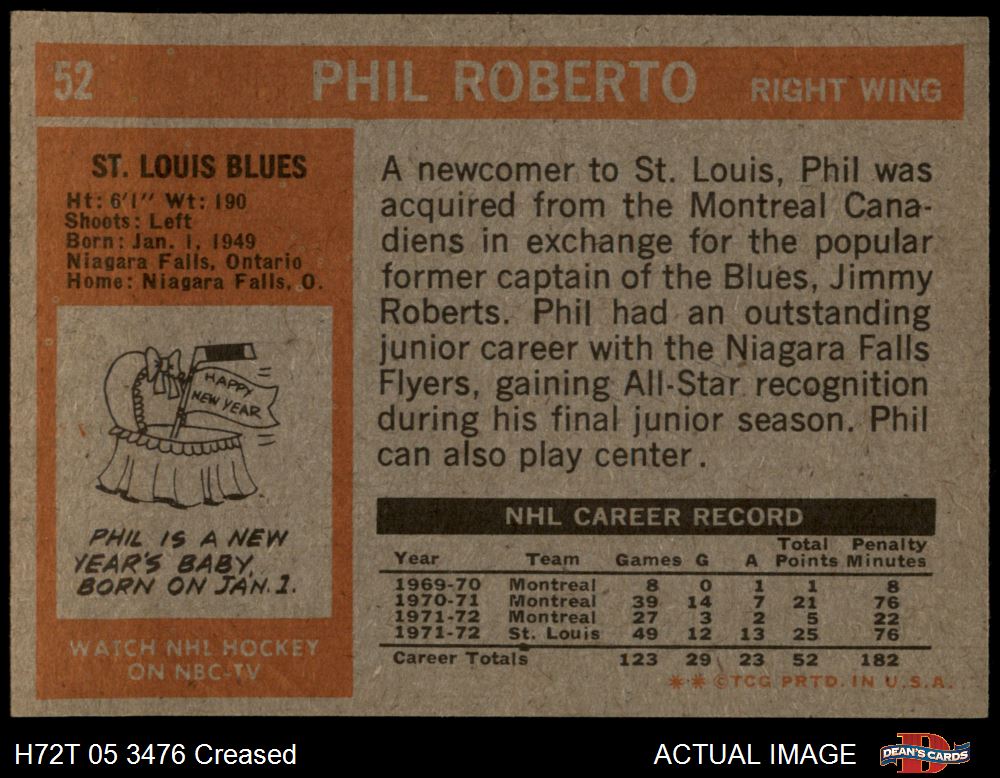 52 PHIL ROBERTO RIGHT WING
ST. LOUIS BLUES
Ht: 6'1" Wt: 190
Shoots: Left
Born: Jan. 1, 1949
Niagara Falls, Ontario
Home: Niagara Falls, O.
HAPPY
NEW YEAR
PHIL IS A NEW
YEAR'S BABY,
BORN ON JAN. 1.
WATCH NHL HOCKEY
ON NBC-TV
A newcomer to St. Louis, Phil was
acquired from the Montreal Cana-
diens in exchange for the popular
former captain of the Blues, Jimmy
Roberts. Phil had an outstanding
junior career with the Niagara Falls
Flyers, gaining All-Star recognition
during his final junior season. Phil
can also play center.
NHL CAREER RECORD
Year Team Games G A Total Points Penalty Minutes
1969-70 Montreal 8 0 1 1 8
1970-71 Montreal 39 14 7 21 76
1971-72 Montreal 27 3 2 5 22
1971-72 St. Louis 49 12 13 25 76
Career Totals 123 29 23 52 182
**©TCG PRTD. IN U.S.A.
H72T 05 3476 Creased
ACTUAL IMAGE
D
DEAN'S CARDS